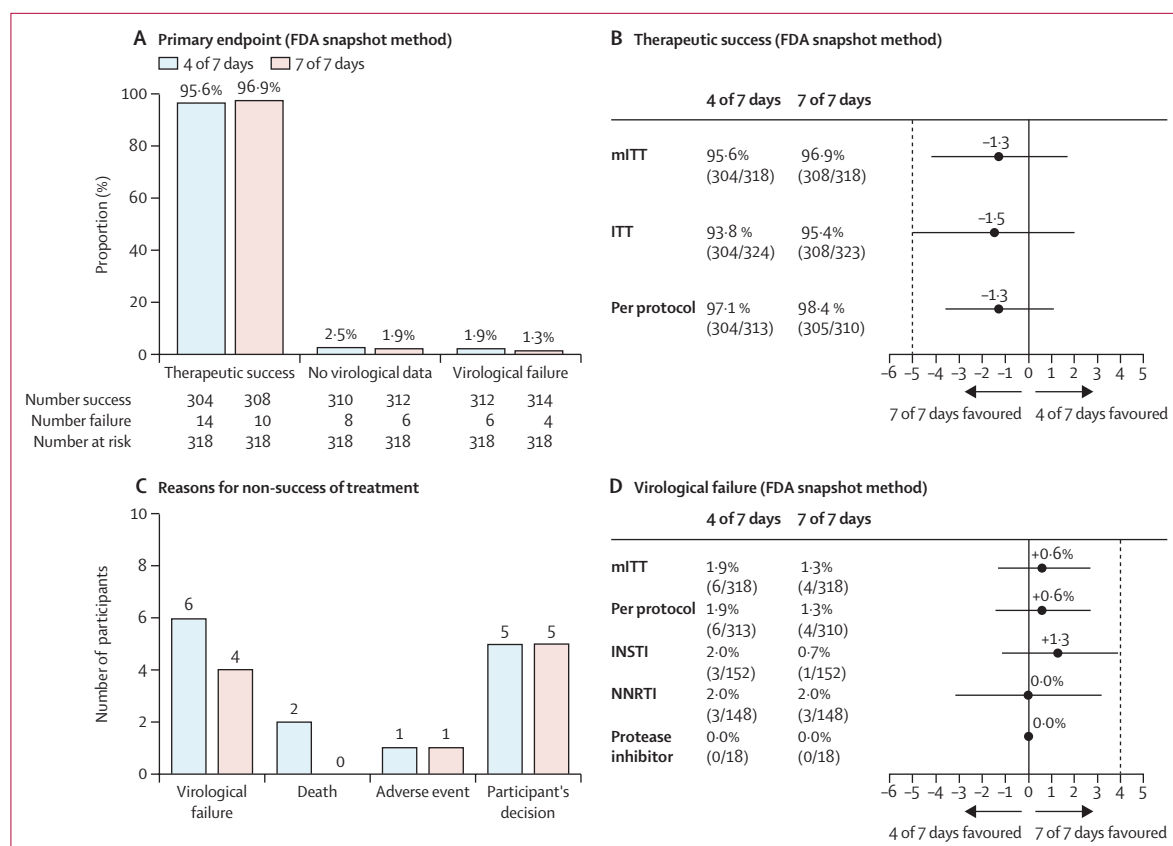 A Primary endpoint (FDA snapshot method)
4 of 7 days 7 of 7 days
Proportion (%)
100
80
60
40
20
0
95·6% 96·9%
2·5% 1·9%
1·9% 1·3%
Therapeutic success No virological data Virological failure
Number success 304 308 310 312 312 314
Number failure 14 10 8 6 6 4
Number at risk 318 318 318 318 318 318
B Therapeutic success (FDA snapshot method)
4 of 7 days 7 of 7 days
mITT 95·6% 96·9% –1·3
(304/318) (308/318)
ITT 93·8 % 95·4% –1·5
(304/324) (308/323)
Per protocol 97·1 % 98·4 % –1·3
(304/313) (305/310)
–6 –5 –4 –3 –2 –1 0 1 2 3 4 5
7 of 7 days favoured 4 of 7 days favoured
C Reasons for non-success of treatment
Number of participants
10
8
6
4
2
0
6 4
2 0
1 1
5 5
Virological Death Adverse event Participant's
failure decision
D Virological failure (FDA snapshot method)
4 of 7 days 7 of 7 days
mITT 1·9% 1·3% +0·6%
(6/318) (4/318)
Per protocol 1·9% 1·3% +0·6%
(6/313) (4/310)
INSTI 2·0% 0·7% +1·3
(3/152) (1/152)
NNRTI 2·0% 2·0% 0·0%
(3/148) (3/148)
Protease 0·0% 0·0% 0·0%
inhibitor (0/18) (0/18)
–6 –5 –4 –3 –2 –1 0 1 2 3 4 5
4 of 7 days favoured 7 of 7 days favoured